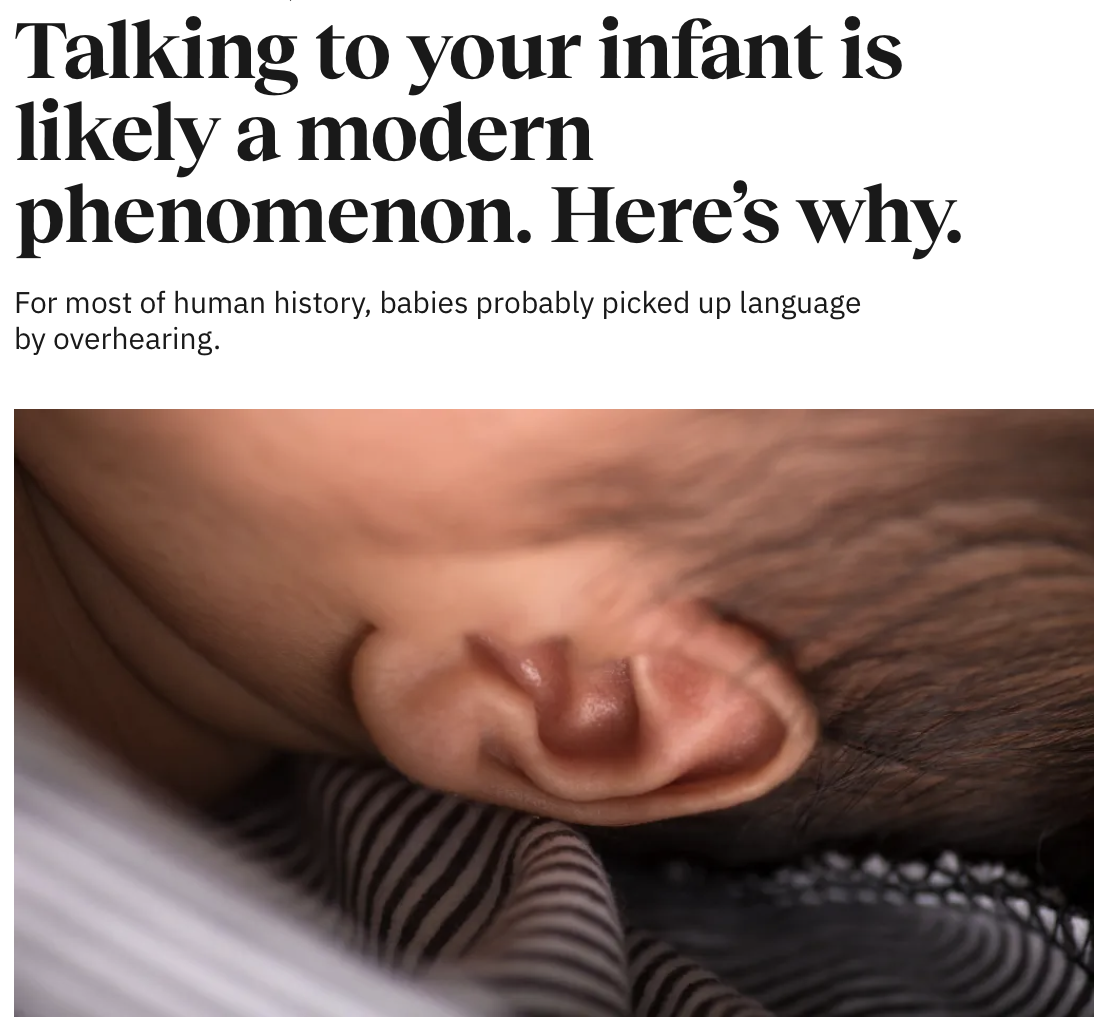 Talking to your infant is
likely a modern
phenomenon. Here’s why.
For most of human history, babies probably picked up language
by overhearing.